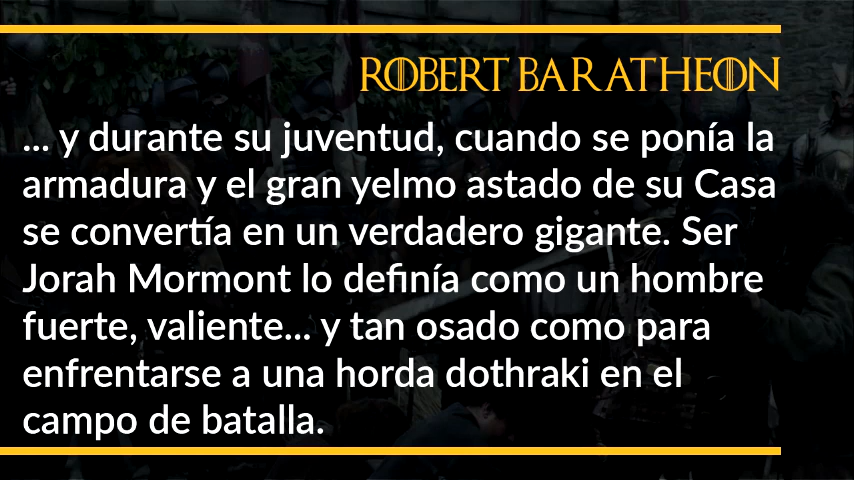 ROBERT BARATHEON
... y durante su juventud, cuando se ponía la
armadura y el gran yelmo astado de su Casa
se convertía en un verdadero gigante. Ser
Jorah Mormont lo definía como un hombre
fuerte, valiente... y tan osado como para
enfrentarse a una horda dothraki en el
campo de batalla.